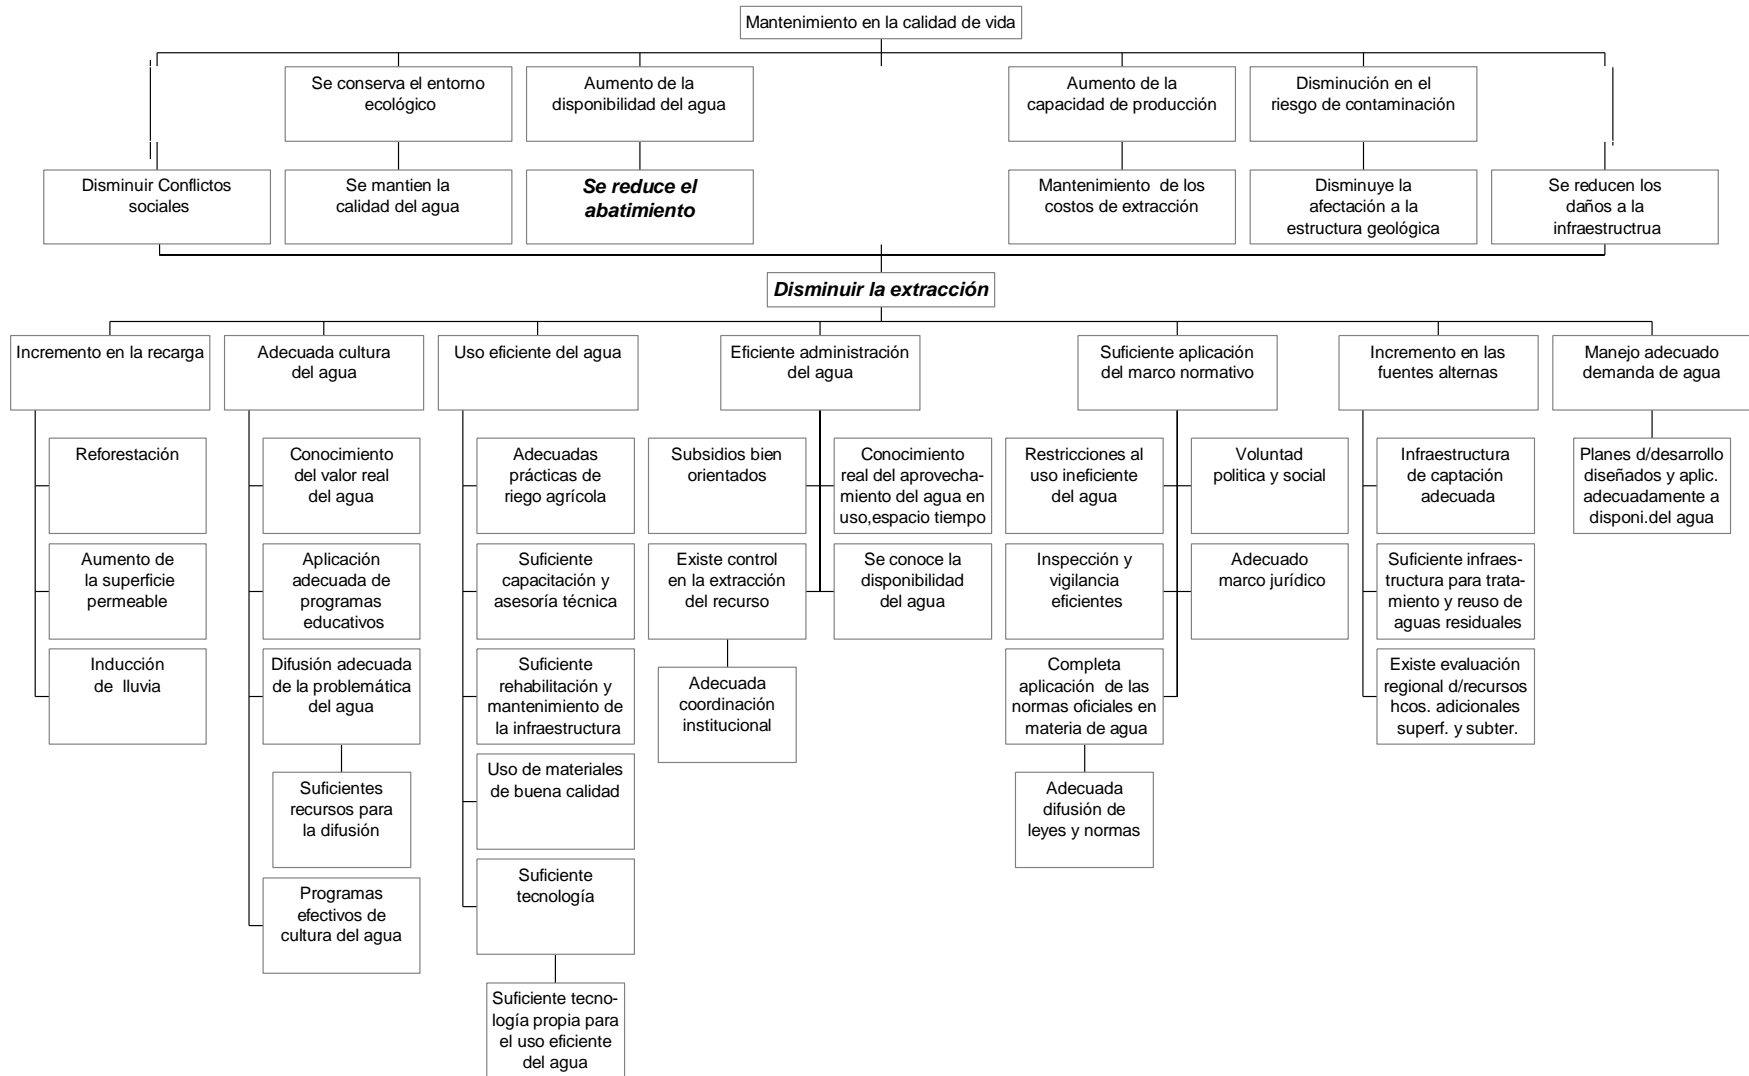 Mantenimiento en la calidad de vida
Se conserva el entorno
ecológico
Aumento de la
disponibilidad del agua
Aumento de la
capacidad de producción
Disminución en el
riesgo de contaminación
Disminuir Conflictos
sociales
Se mantien la
calidad del agua
Se reduce el
abatimiento
Mantenimiento de los
costos de extracción
Disminuye la
afectación a la
estructura geológica
Se reducen los
daños a la
infraestructrua
Disminuir la extracción
Incremento en la recarga
Reforestación
Aumento de
la superficie
permeable
Inducción
de lluvia
Adecuada cultura
del agua
Conocimiento
del valor real
del agua
Aplicación
adecuada de
programas
educativos
Difusión adecuada
de la problemática
del agua
Suficientes
recursos para
la difusión
Programas
efectivos de
cultura del agua
Uso eficiente del agua
Adecuadas
prácticas de
riego agrícola
Suficiente
capacitación y
asesoría técnica
Suficiente
rehabilitación y
mantenimiento de
la infraestructura
Uso de materiales
de buena calidad
Suficiente
tecnología
Suficiente tecno-
logía propia para
el uso eficiente
del agua
Eficiente administración
del agua
Subsidios bien
orientados
Conocimiento
real del aprovecha-
miento del agua en
uso,espacio tiempo
Existe control
en la extracción
del recurso
Se conoce la
disponibilidad
del agua
Adecuada
coordinación
institucional
Suficiente aplicación
del marco normativo
Restricciones al
uso ineficiente
del agua
Voluntad
politica y social
Inspección y
vigilancia
eficientes
Adecuado
marco jurídico
Completa
aplicación de las
normas oficiales en
materia de agua
Adecuada
difusión de
leyes y normas
Incremento en las
fuentes alternas
Infraestructura
de captación
adecuada
Suficiente infraes-
structura para trata-
miento y reuso de
aguas residuales
Existe evaluación
regional d/recursos
hcos. adicionales
superf. y subter.
Manejo adecuado
demanda de agua
Planes d/desarrollo
diseñados y aplic.
adecuadamente a
disponi.del agua